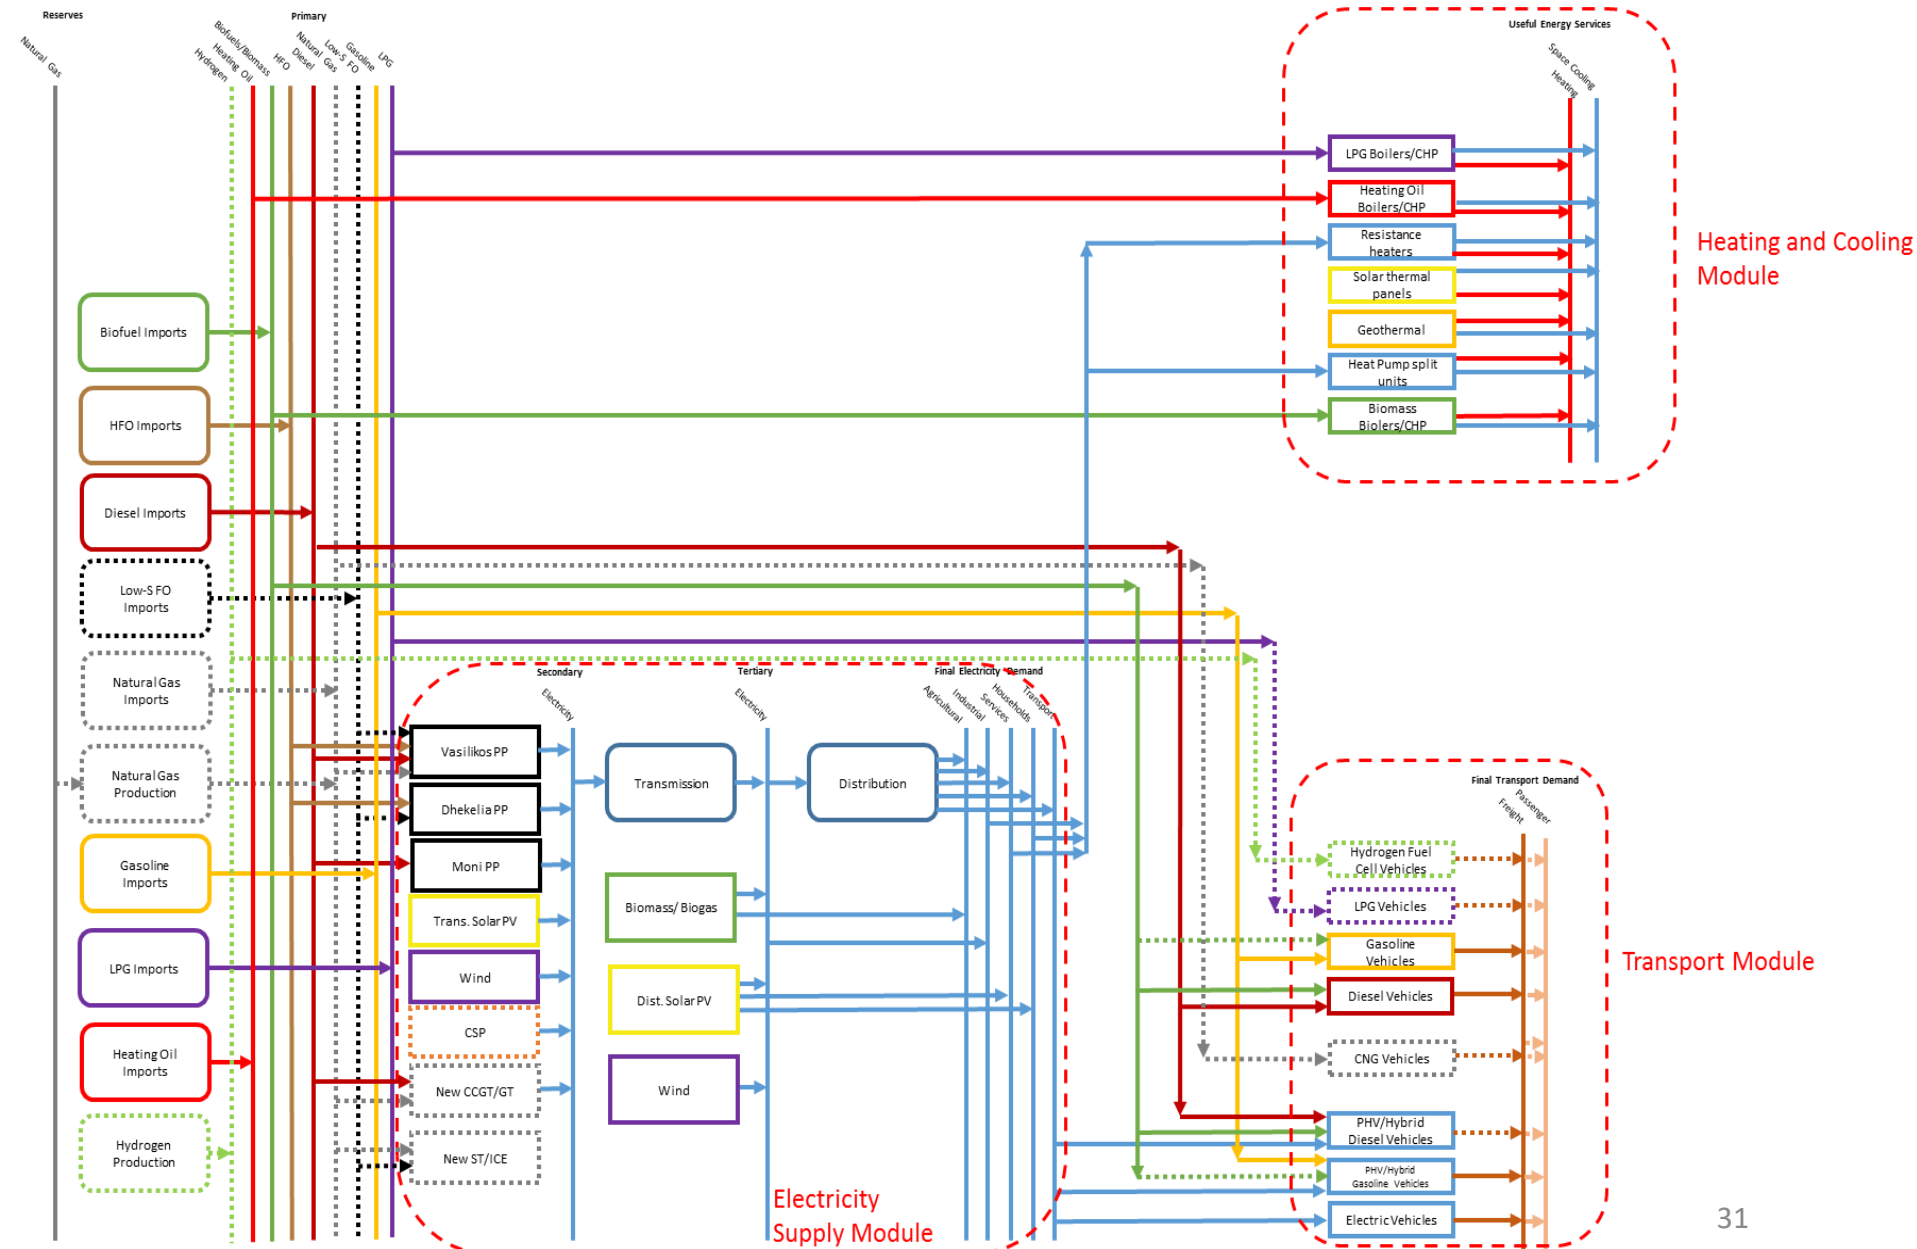 Reserves
Primary
Useful Energy Services
Natural Gas
Hydrogen
Heating Oil
Biofuels/Biomass
HFO
Diesel
Natural Gas
Low-S FO
Gasoline
LPG
Heating
Space Cooling
LPG Boilers/CHP
Heating Oil
Boilers/CHP
Resistance
heaters
Solar thermal
panels
Geothermal
Heat Pump split
units
Biomass
Biolers/CHP
Heating and Cooling
Module
Biofuel Imports
HFO Imports
Diesel Imports
Low-S FO
Imports
Natural Gas
Imports
Natural Gas
Production
Gasoline
Imports
LPG Imports
Heating Oil
Imports
Hydrogen
Production
Secondary
Tertiary
Final Electricity Demand
Electricity
Electricity
Agricultural
Industrial
Services
Households
Transport
Vasilikos PP
Dhekelia PP
Moni PP
Trans. Solar PV
Wind
CSP
New CCGT/GT
New ST/ICE
Transmission
Distribution
Biomass/ Biogas
Dist. Solar PV
Wind
Electricity
Supply Module
Final Transport Demand
Freight
Passenger
Hydrogen Fuel
Cell Vehicles
LPG Vehicles
Gasoline
Vehicles
Diesel Vehicles
CNG Vehicles
PHV/Hybrid
Diesel Vehicles
PHV/Hybrid
Gasoline Vehicles
Electric Vehicles
Transport Module
31